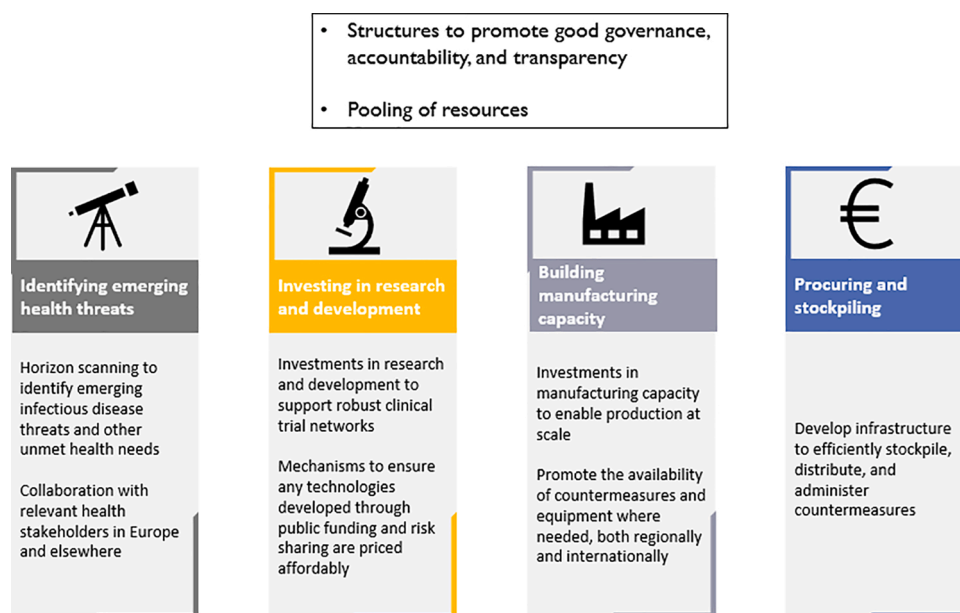 • Structures to promote good governance,
accountability, and transparency
• Pooling of resources
Identifying emerging
health threats
Horizon scanning to
identify emerging
infectious disease
threats and other
unmet health needs
Collaboration with
relevant health
stakeholders in Europe
and elsewhere
Investing in research
and development
Investments in research
and development to
support robust clinical
trial networks
Mechanisms to ensure
any technologies
developed through
public funding and risk
sharing are priced
affordably
Building
manufacturing
capacity
Investments in
manufacturing capacity
to enable production at
scale
Promote the availability
of countermeasures and
equipment where
needed, both regionally
and internationally
€
Procuring and
stockpiling
Develop infrastructure
to efficiently stockpile,
distribute, and
administer
countermeasures